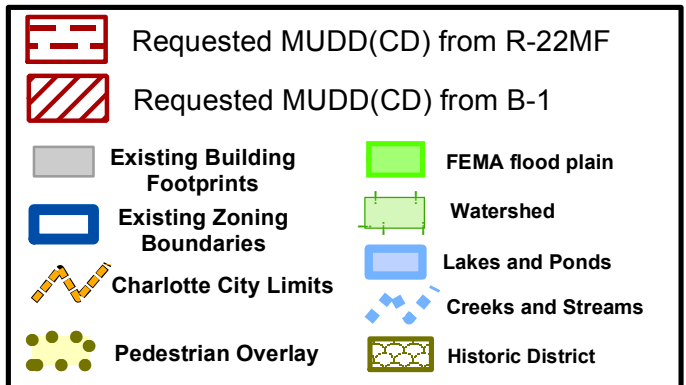 Requested MUDD(CD) from R-22MF
Requested MUDD(CD) from B-1
Existing Building
Footprints
Existing Zoning
Boundaries
Charlotte City Limits
Pedestrian Overlay
FEMA flood plain
Watershed
Lakes and Ponds
Creeks and Streams
Historic District